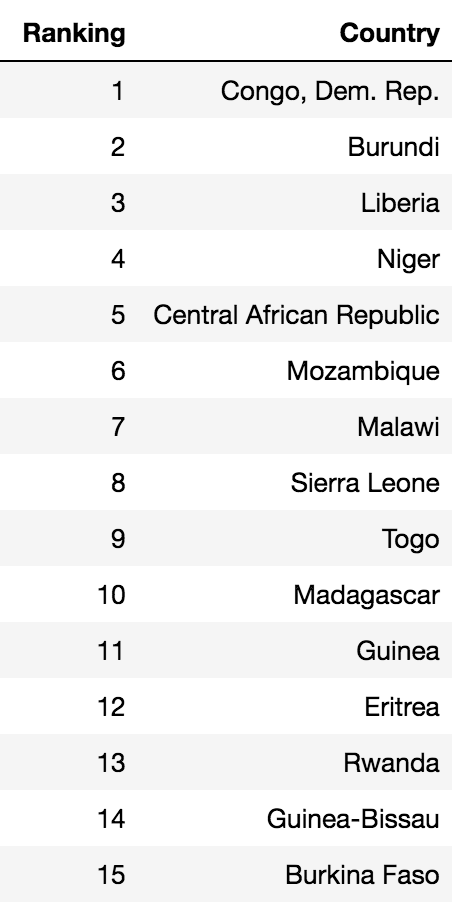 Ranking Country
1 Congo, Dem. Rep.
2 Burundi
3 Liberia
4 Niger
5 Central African Republic
6 Mozambique
7 Malawi
8 Sierra Leone
9 Togo
10 Madagascar
11 Guinea
12 Eritrea
13 Rwanda
14 Guinea-Bissau
15 Burkina Faso